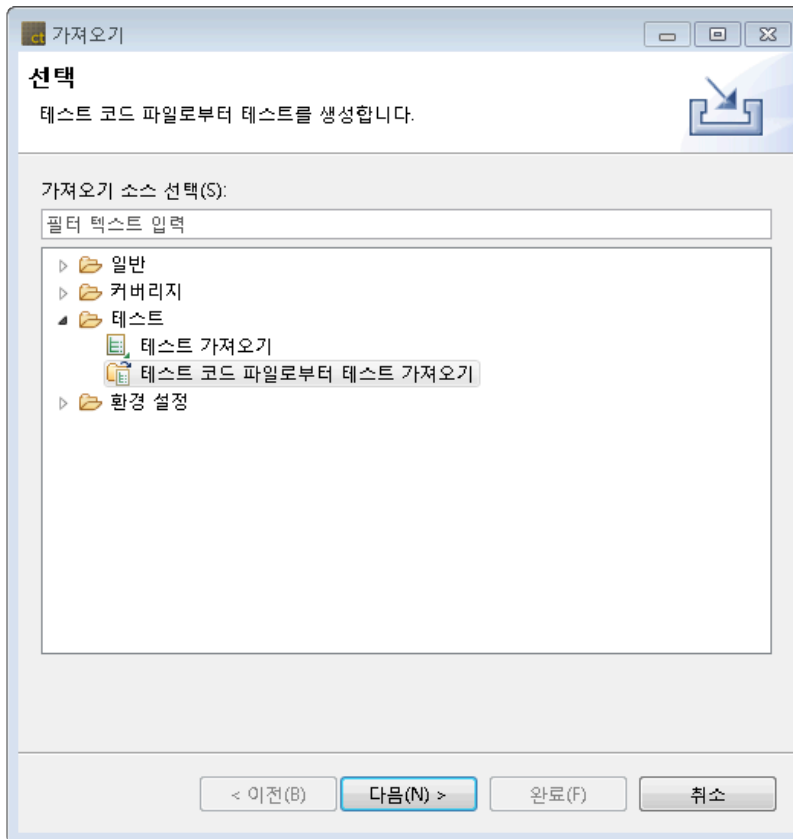 ct 가져오기
선택
테스트 코드 파일로부터 테스트를 생성합니다.
가져오기 소스 선택(S):
필터 텍스트 입력
일반
커버리지
테스트
테스트 가져오기
테스트 코드 파일로부터 테스트 가져오기
환경 설정
< 이전(B) 다음(N) > 완료(F) 취소